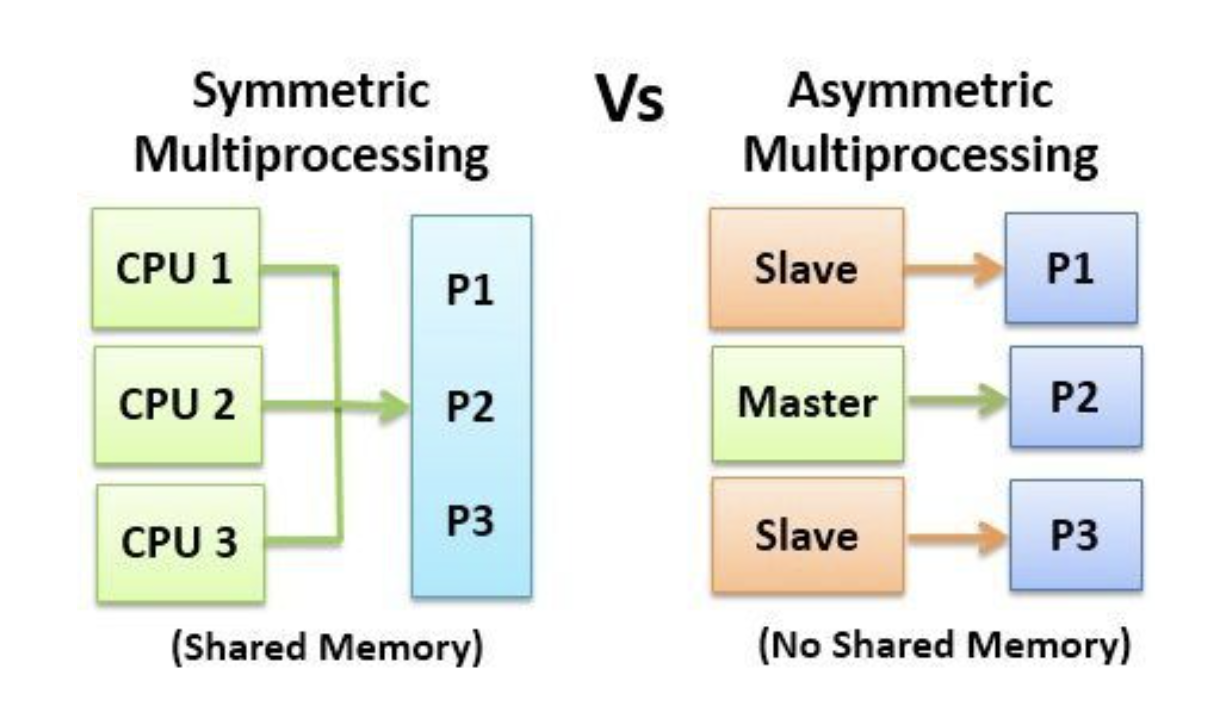 Symmetric
Multiprocessing
CPU 1
CPU 2
CPU 3
P1
P2
P3
(Shared Memory)
Vs
Asymmetric
Multiprocessing
Slave
P1
Master
P2
Slave
P3
(No Shared Memory)